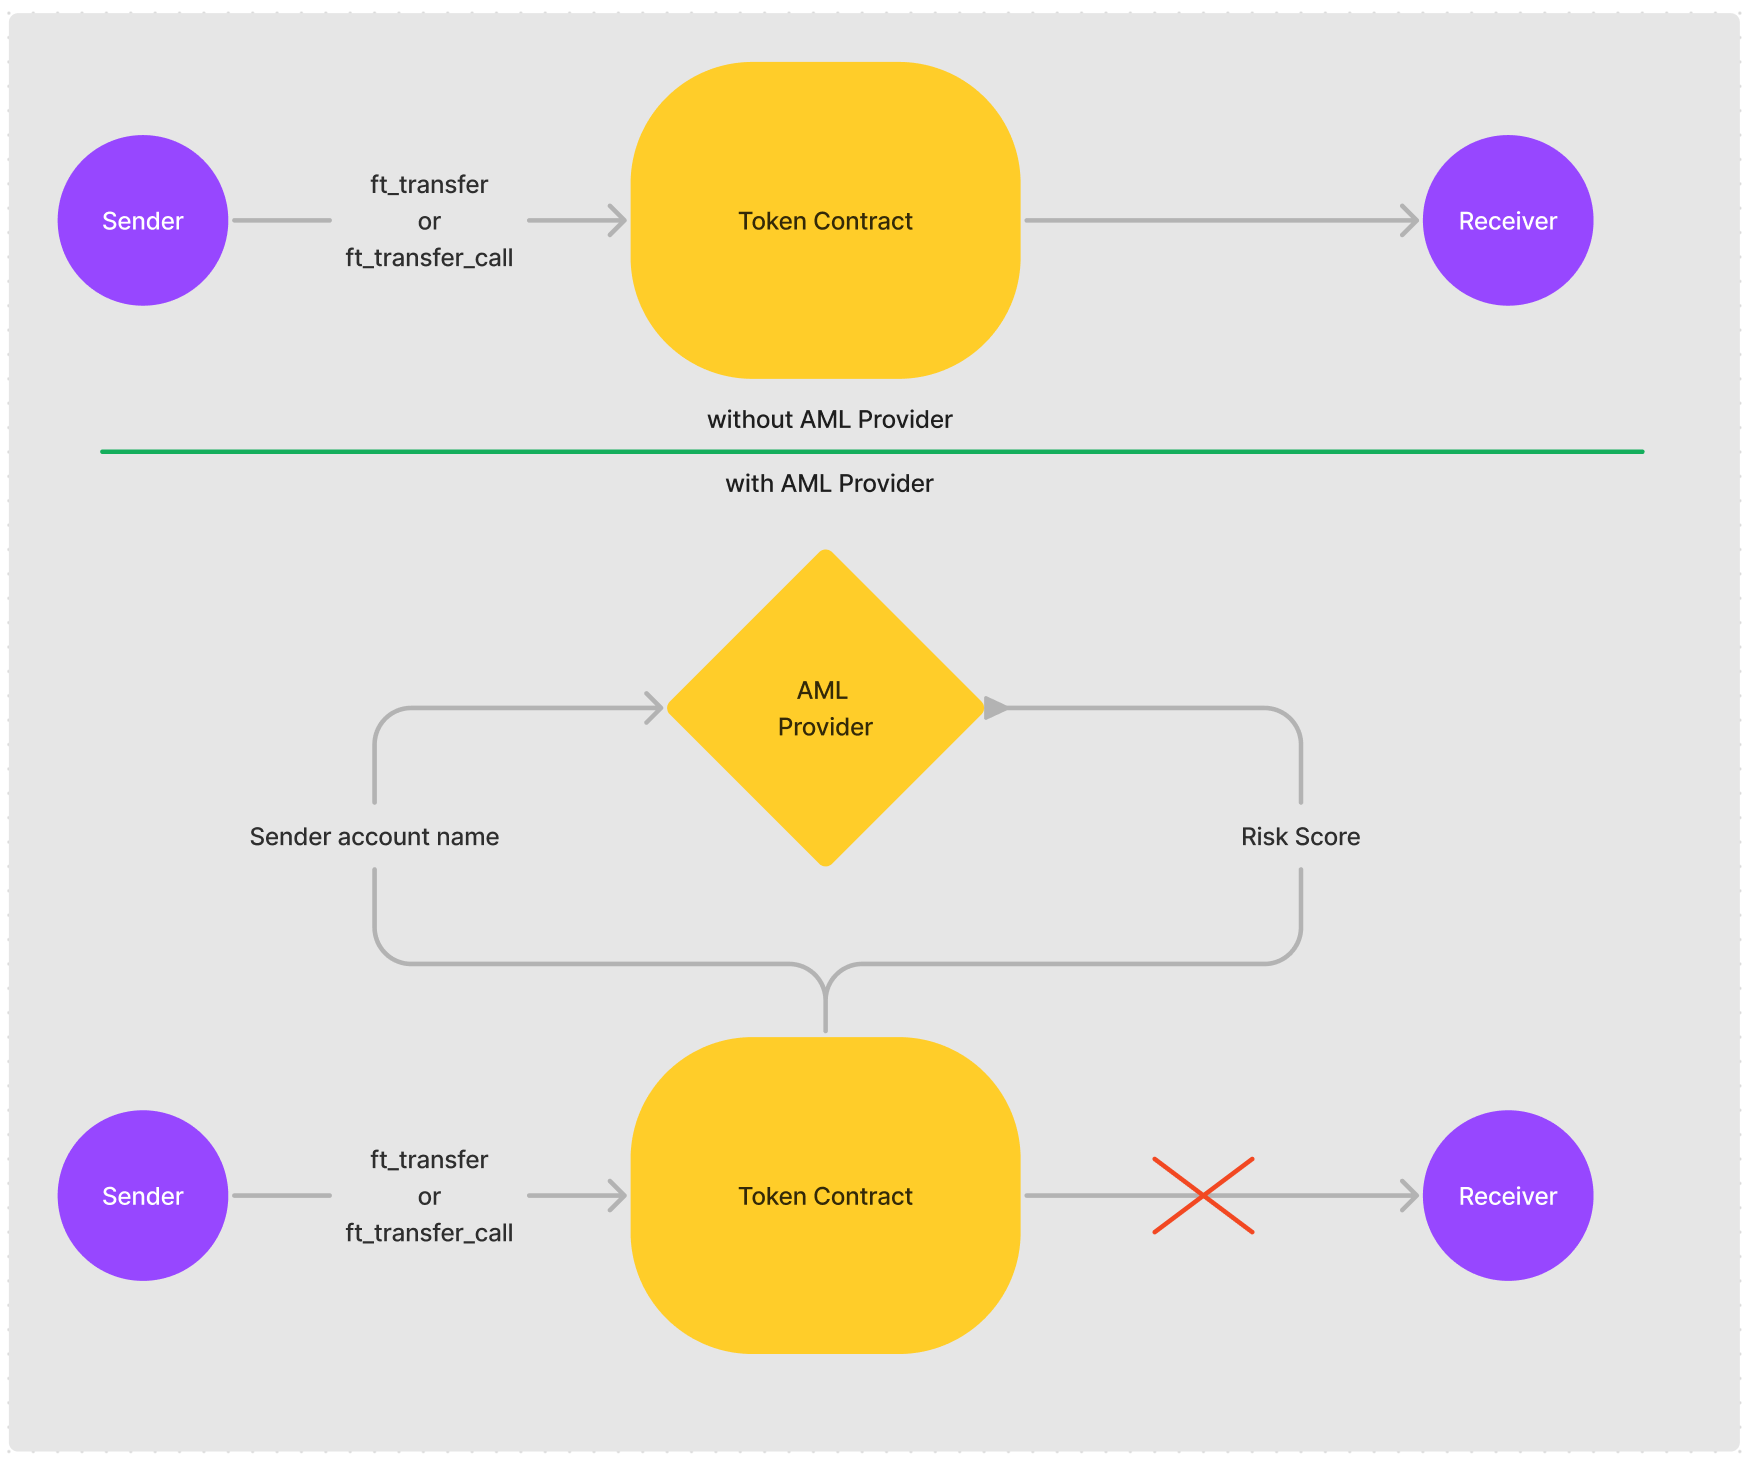 Sender
ft_transfer
or
ft_transfer_call
Token Contract
Receiver
without AML Provider
with AML Provider
AML
Provider
Sender account name
Risk Score
Sender
ft_transfer
or
ft_transfer_call
Token Contract
Receiver